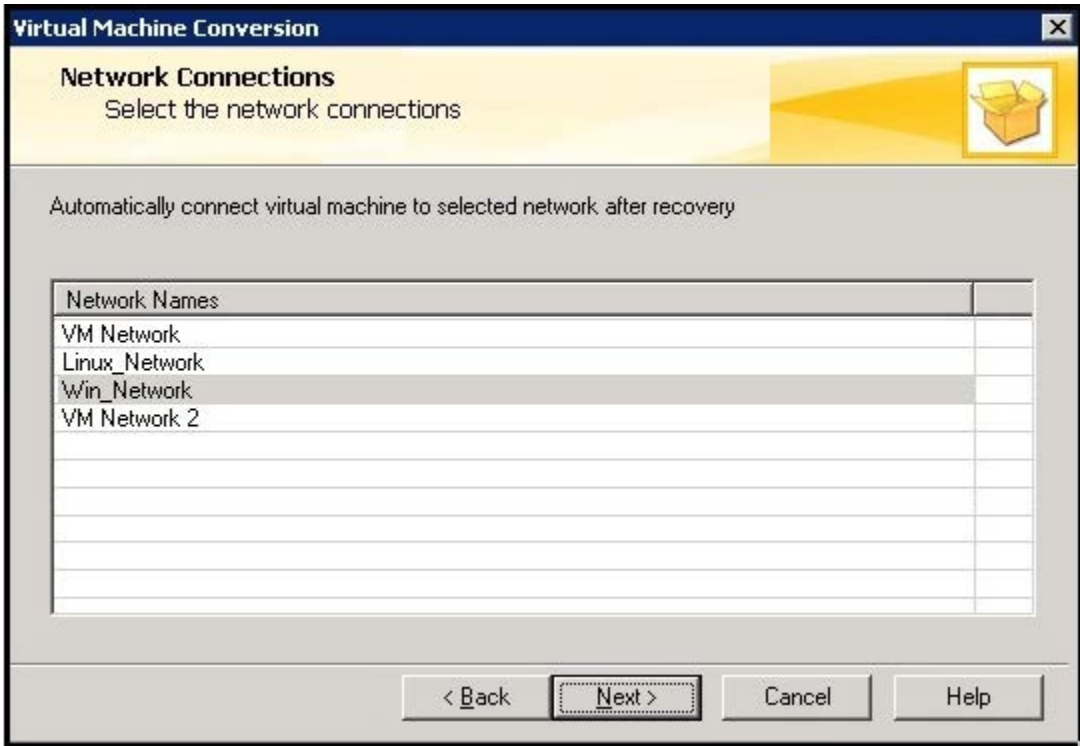 Virtual Machine Conversion
Network Connections
Select the network connections
Automatically connect virtual machine to selected network after recovery
Network Names
VM Network
Linux_Network
Win_Network
VM Network 2
< Back Next > Cancel Help